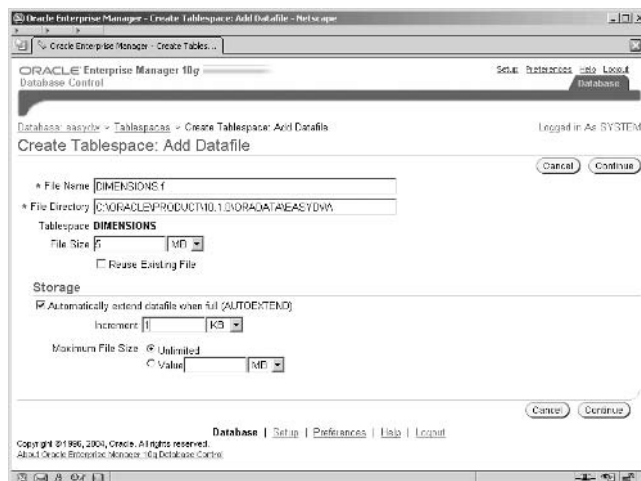 Oracle Enterprise Manager - Create Tablespace: Add Datafile - Netscape
Oracle Enterprise Manager - Create Tables...
ORACLE Enterprise Manager 10g
Database Control
Setup Preferences Help Logout
Database
Database: easydw > Tablespaces > Create Tablespace: Add Datafile
Logged in As SYSTEM
Create Tablespace: Add Datafile
Cancel Continue
* File Name DIMENSIONS.f
* File Directory C:\ORACLE\PRODUCT\10.1.0\ORADATA\EASYDW\
Tablespace DIMENSIONS
File Size 5 MB
Reuse Existing File
Storage
Automatically extend datafile when full (AUTOEXTEND)
Increment 1 KB
Maximum File Size Unlimited
Value MB
Cancel Continue
Database | Setup | Preferences | Help | Logout
Copyright © 1996, 2004, Oracle. All rights reserved.
About Oracle Enterprise Manager 10g Database Control